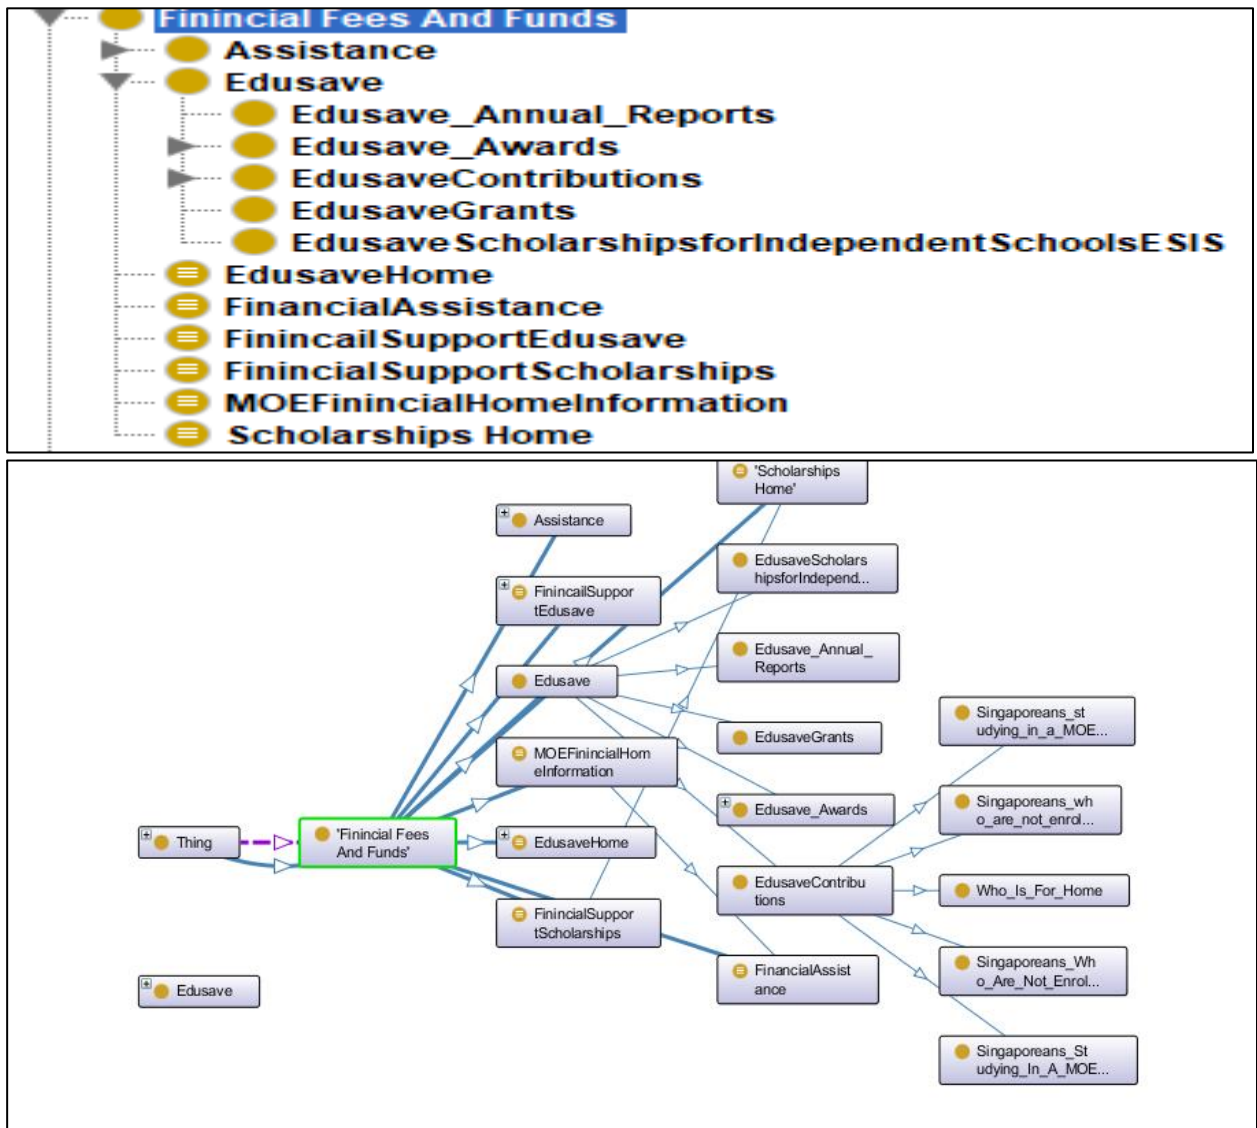 Finincial Fees And Funds
Assistance
Edusave
Edusave_Annual_Reports
Edusave_Awards
EdusaveContributions
EdusaveGrants
EdusaveScholarshipsforIndependentSchoolsESIS
EdusaveHome
FinancialAssistance
FinincailSupportEdusave
FinincialSupportScholarships
MOEFinincialHomeInformation
Scholarships Home
'Scholarships
Home'
Assistance
EdusaveScholars
hipsforIndepend...
FinincailSuppor
tEdusave
Edusave_Annual_
Reports
Edusave
Singaporeans_st
udying_in_a_MOE...
EdusaveGrants
MOEFinincialHom
eInformation
Singaporeans_wh
o_are_not_enrol...
Edusave_Awards
Thing
'Finincial Fees
And Funds'
EdusaveHome
EdusaveContribu
tions
Who_Is_For_Home
FinincialSuppor
tScholarships
Singaporeans_Wh
o_Are_Not_Enrol...
FinancialAssist
ance
Edusave
Singaporeans_St
udying_In_A_MOE...